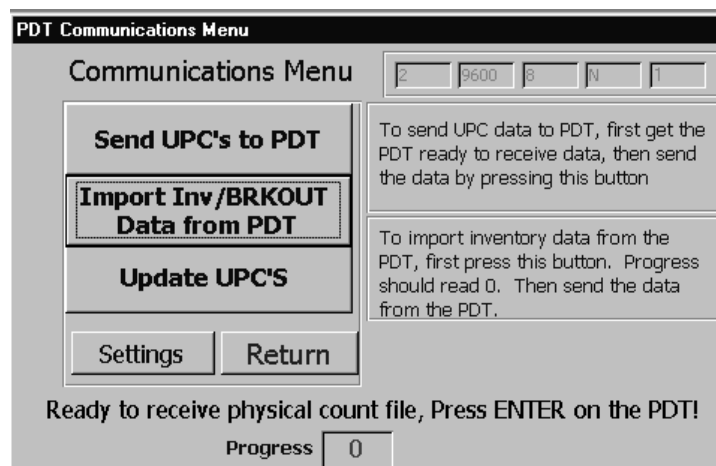 PDT Communications Menu
Communications Menu
2 9600 8 N 1
Send UPC's to PDT
To send UPC data to PDT, first get the
PDT ready to receive data, then send
the data by pressing this button
Import Inv/BRKOUT
Data from PDT
To import inventory data from the
PDT, first press this button. Progress
should read 0. Then send the data
from the PDT.
Update UPC'S
Settings Return
Ready to receive physical count file, Press ENTER on the PDT!
Progress 0